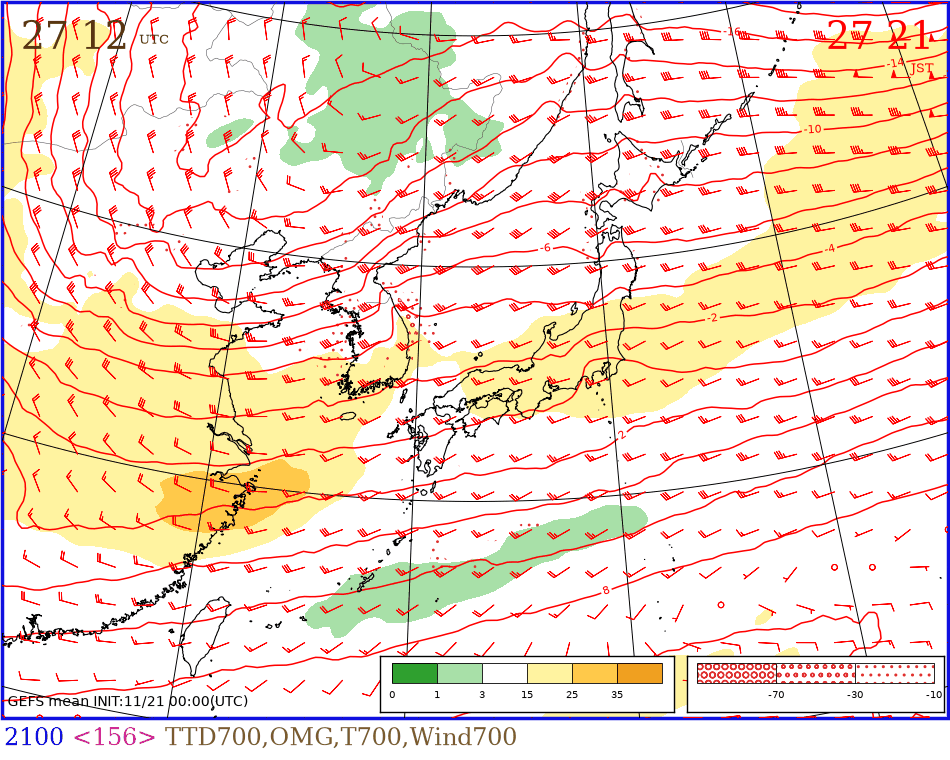 27 12 UTC
27 21 JST
-16
-14
-10
-6
-4
-2
2
8
0 1 3 15 25 35
-70 -30 -10
GEFS mean INIT:11/21 00:00(UTC)
2100 <156> TTD700,OMG,T700,Wind700